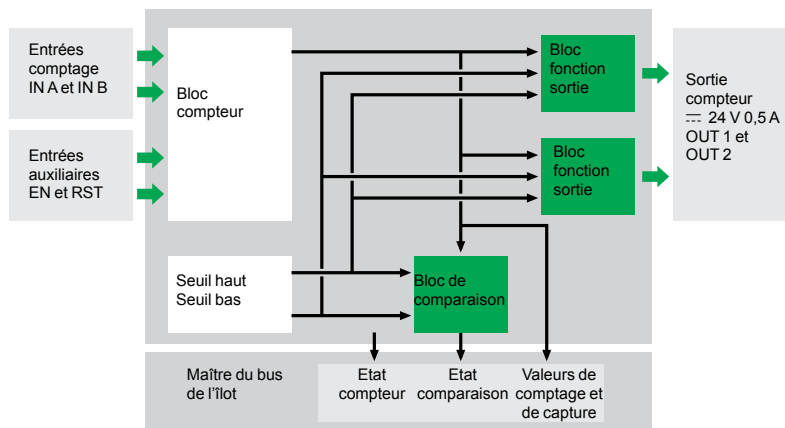 Entrées
comptage
IN A et IN B
Entrées
auxiliaires
EN et RST
Bloc
compteur
Seuil haut
Seuil bas
Bloc
fonction
sortie
Bloc
fonction
sortie
Bloc de
comparaison
Sortie
compteur
⎓ 24 V 0,5 A
OUT 1 et
OUT 2
Maître du bus
de l'îlot
Etat
compteur
Etat
comparaison
Valeurs de
comptage et
de capture